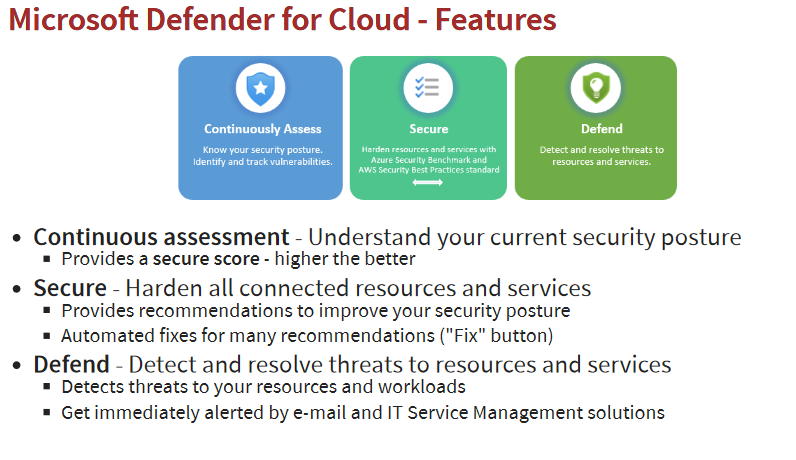 Microsoft Defender for Cloud - Features
Continuously Assess
Know your security posture.
Identify and track vulnerabilities.
Secure
Harden resources and services with
Azure Security Benchmark and
AWS Security Best Practices standard
Defend
Detect and resolve threats to
resources and services.
• Continuous assessment - Understand your current security posture
▪ Provides a secure score - higher the better
• Secure - Harden all connected resources and services
▪ Provides recommendations to improve your security posture
▪ Automated fixes for many recommendations ("Fix" button)
• Defend - Detect and resolve threats to resources and services
▪ Detects threats to your resources and workloads
▪ Get immediately alerted by e-mail and IT Service Management solutions